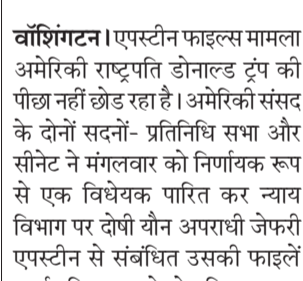 वॉशिंगटन। एपस्टीन फाइल्स मामला
अमेरिकी राष्ट्रपति डोनाल्ड ट्रंप की
पीछा नहीं छोड रहा है। अमेरिकी संसद
के दोनों सदनों- प्रतिनिधि सभा और
सीनेट ने मंगलवार को निर्णायक रूप
से एक विधेयक पारित कर न्याय
विभाग पर दोषी यौन अपराधी जेफरी
एपस्टीन से संबंधित उसकी फाइलें